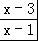 x − 3
x − 1